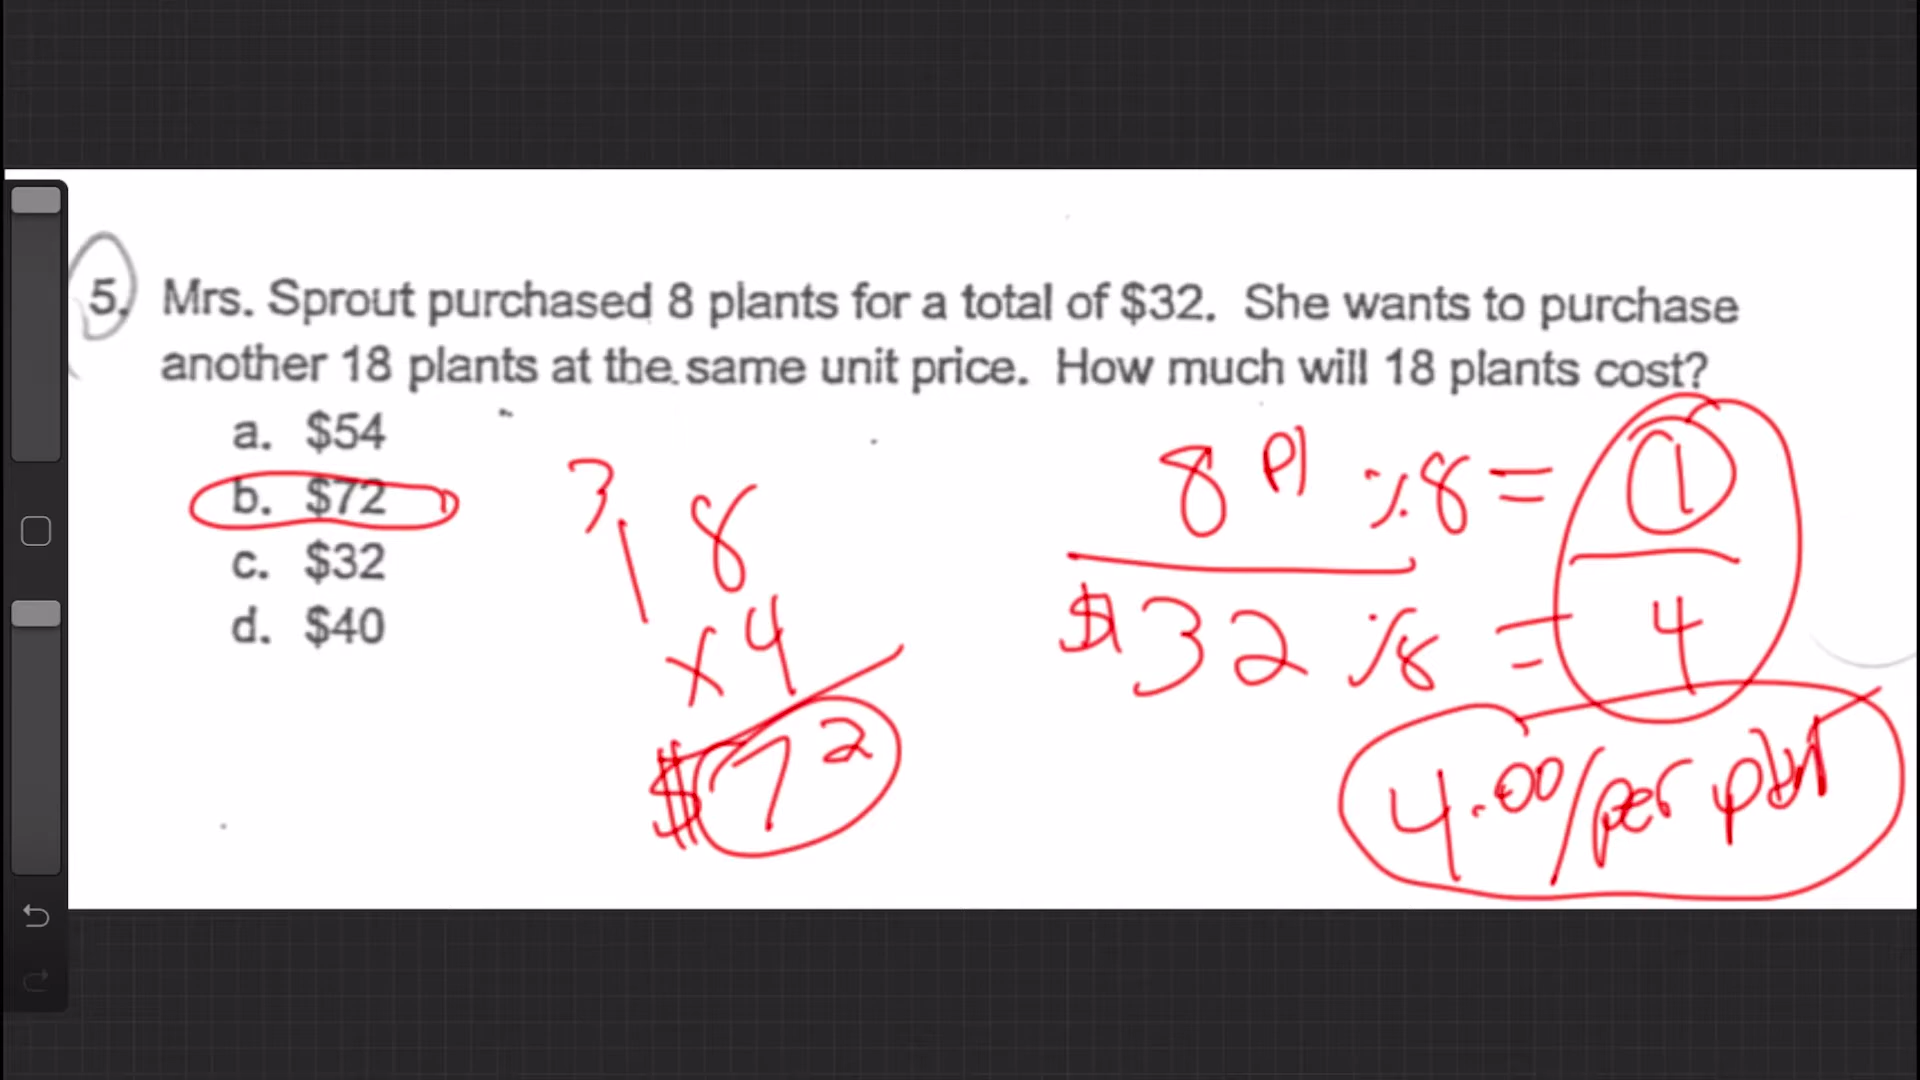 5. Mrs. Sprout purchased 8 plants for a total of $32. She wants to purchase
another 18 plants at the same unit price. How much will 18 plants cost?
a. $54
b. $72
c. $32
d. $40
3
18
x 4
$72
8 pl ÷8 = 1
$32 ÷8 = 4
4.00/per plant